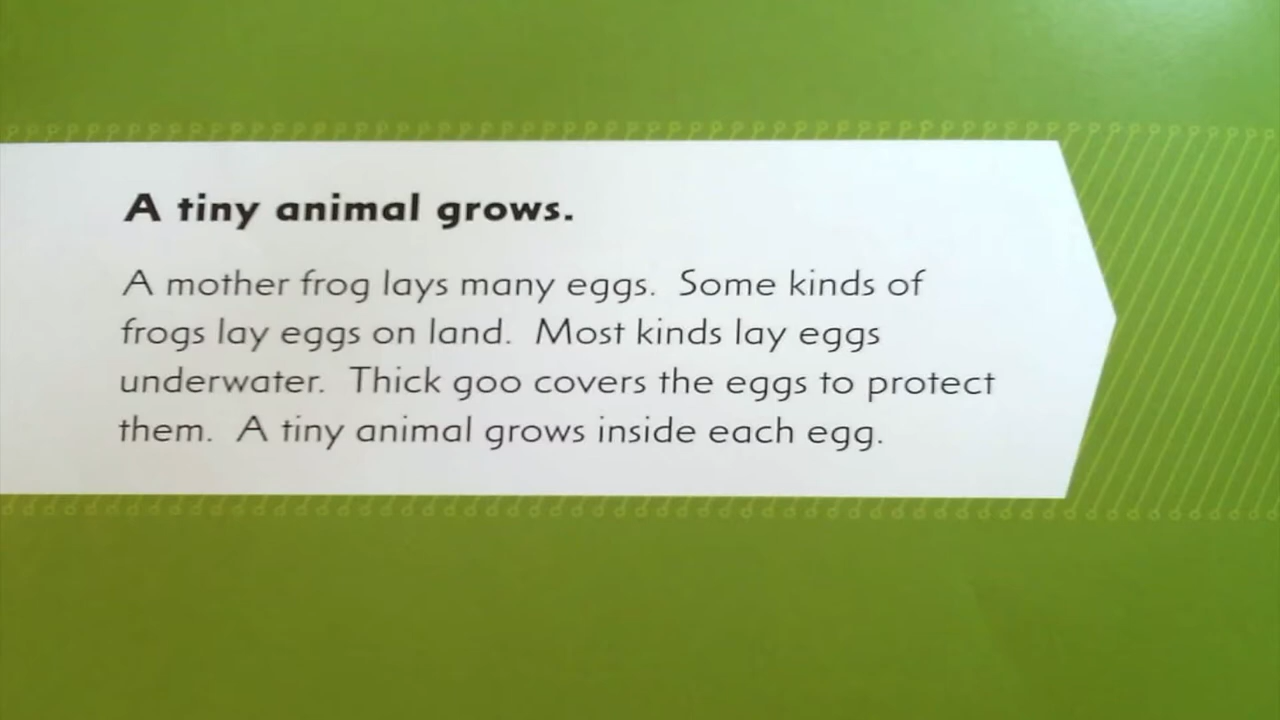 A tiny animal grows.
A mother frog lays many eggs. Some kinds of
frogs lay eggs on land. Most kinds lay eggs
underwater. Thick goo covers the eggs to protect
them. A tiny animal grows inside each egg.